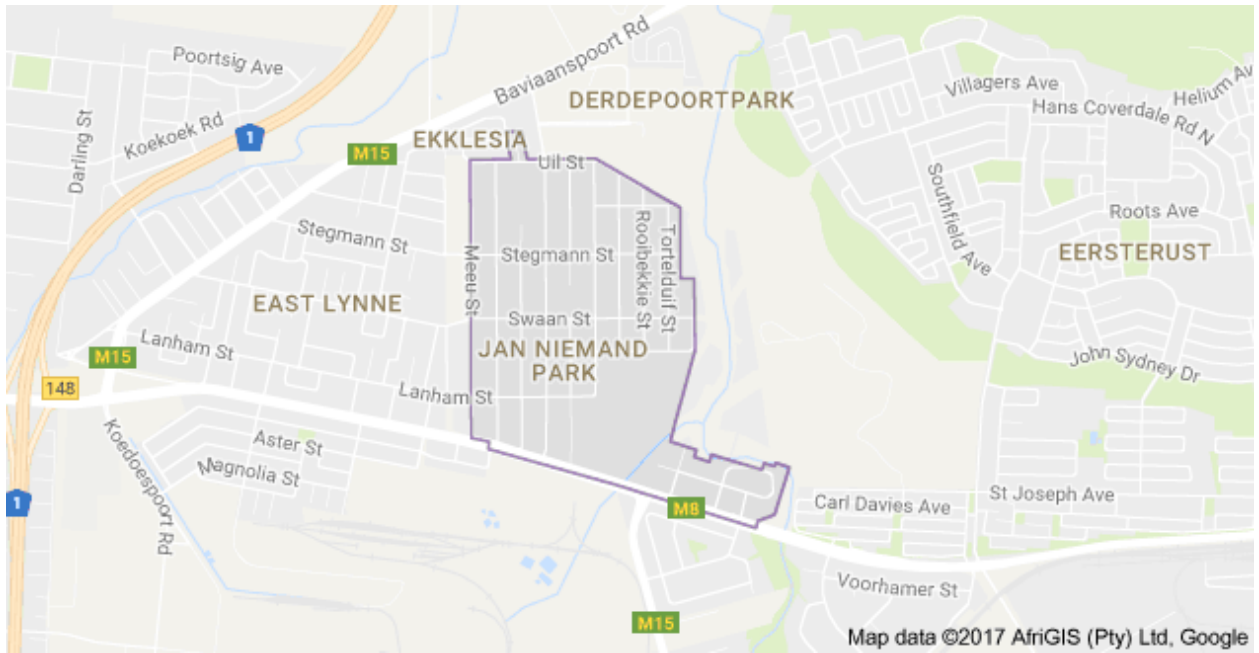 Poortsig Ave
Baviaanspoort Rd
DERDEPOORTPARK
Villagers Ave
Helium Av
Hans Coverdale Rd N
Koekoek Rd
1
Darling St
EKKLESIA
M15
Uil St
Southfield Ave
Roots Ave
Stegmann St
Meeu St
Stegmann St
Rooibekkie St
Tortelduif St
EERSTERUST
EAST LYNNE
Swaan St
Lanham St
M15
JAN NIEMAND
PARK
John Sydney Dr
148
Lanham St
Koedoespoort Rd
Aster St
Magnolia St
1
M8
Carl Davies Ave
St Joseph Ave
Voorhamer St
M15
Map data ©2017 AfriGIS (Pty) Ltd, Google